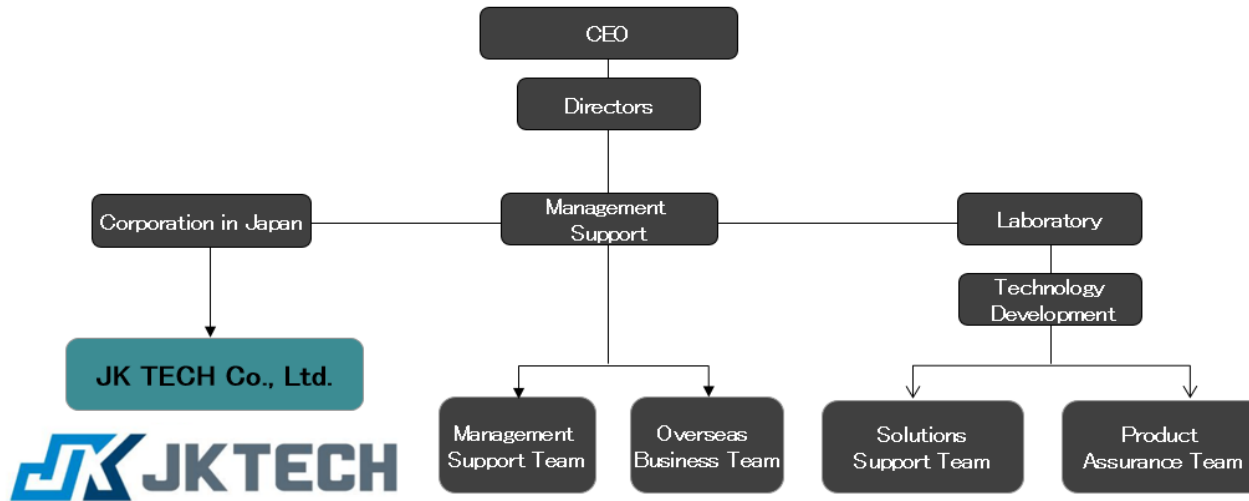 CEO
Directors
Corporation in Japan
Management
Support
Laboratory
Technology
Development
JK TECH Co., Ltd.
Management
Support Team
Overseas
Business Team
Solutions
Support Team
Product
Assurance Team
JK JKTECH